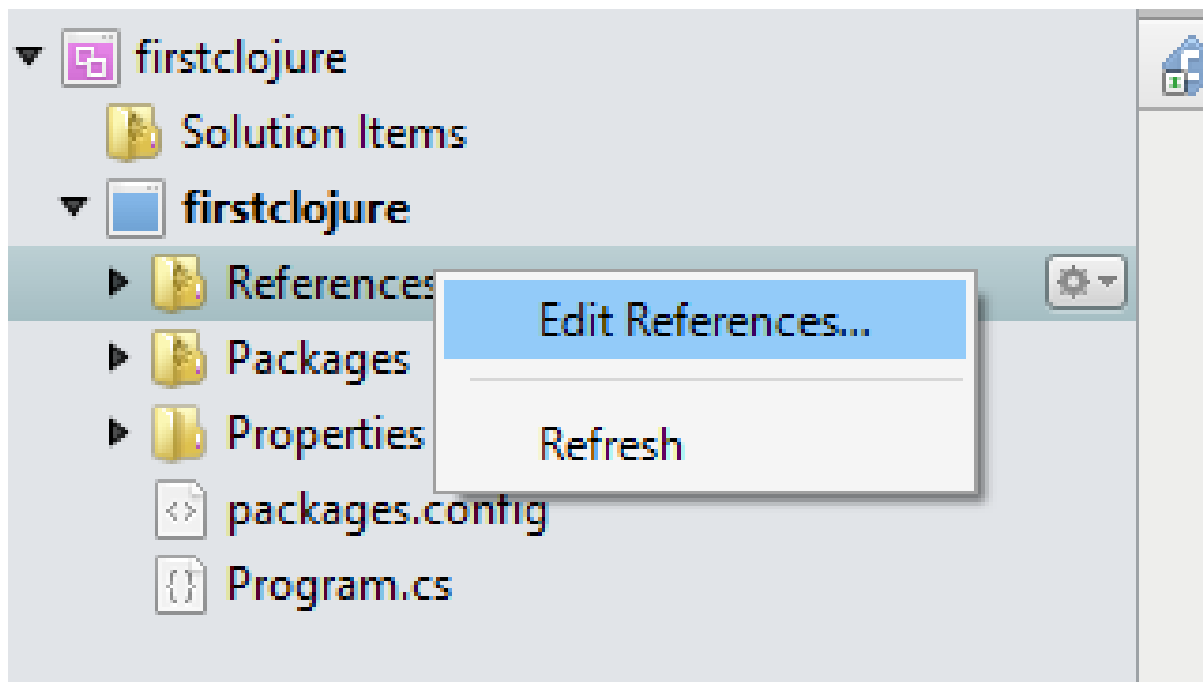 firstclojure
Solution Items
firstclojure
References
Edit References...
Packages
Refresh
Properties
packages.config
Program.cs